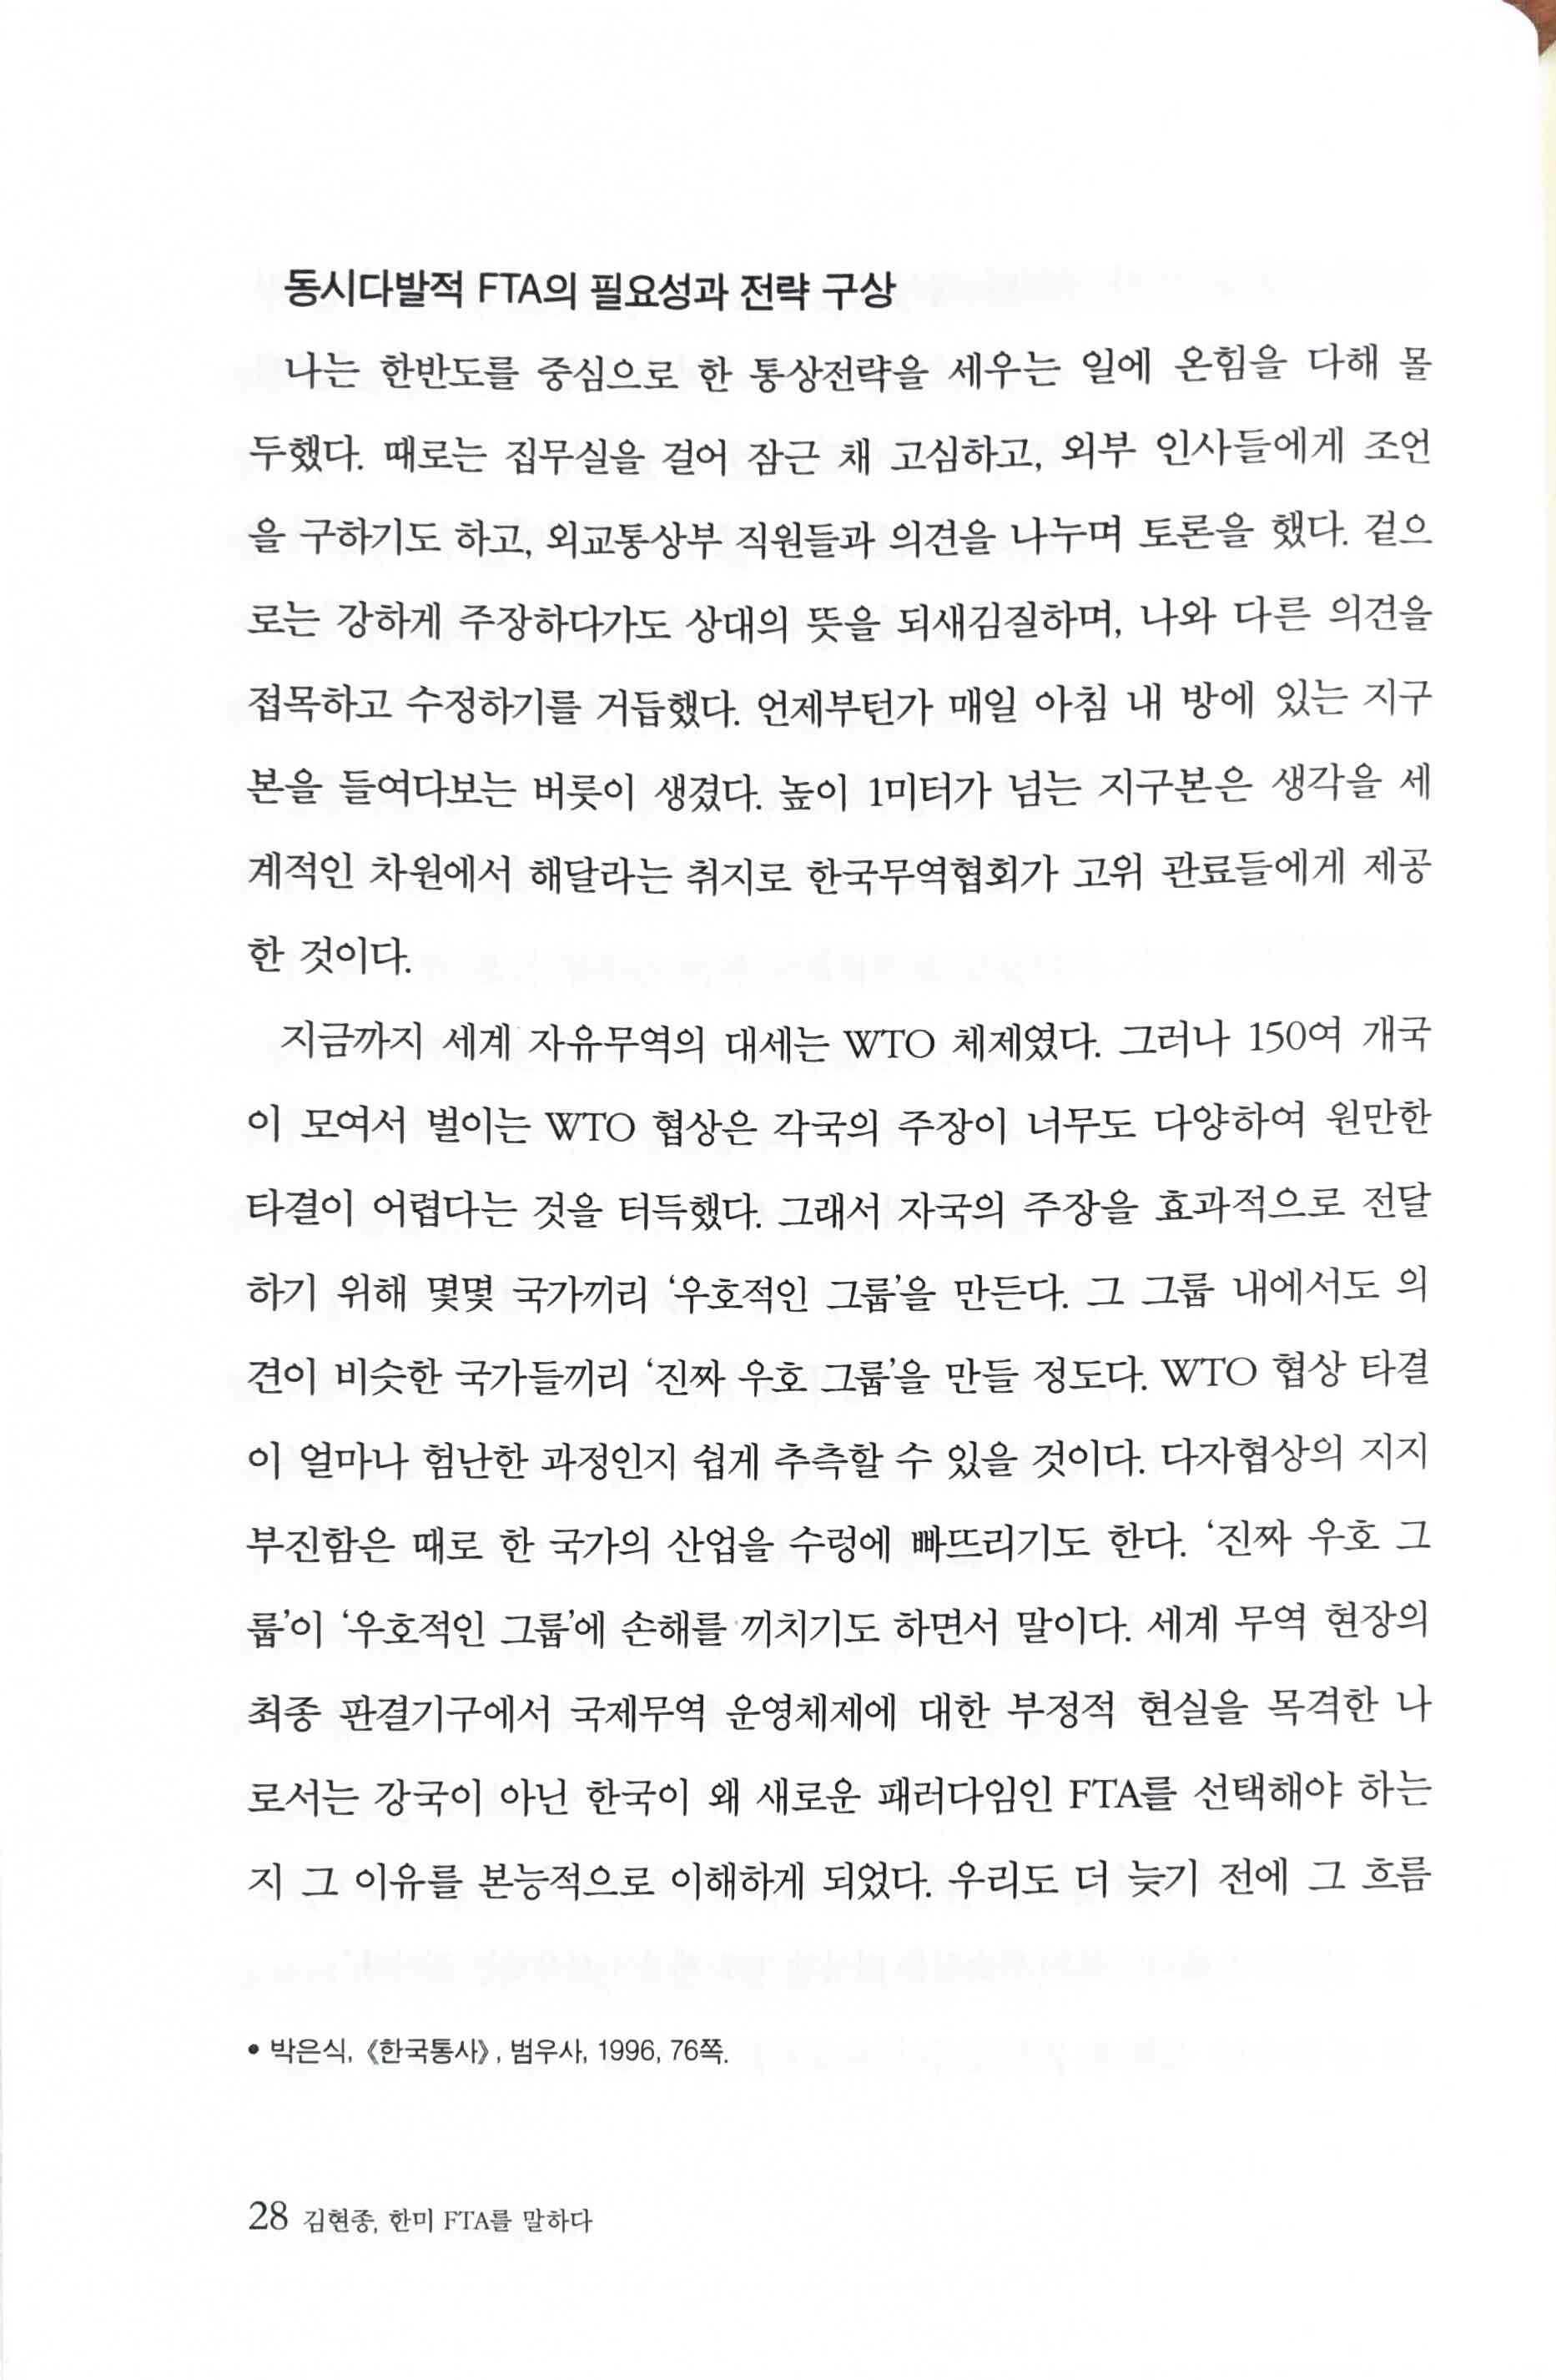 동시다발적 FTA의 필요성과 전략 구상
나는 한반도를 중심으로 한 통상전략을 세우는 일에 온힘을 다해 몰
두했다. 때로는 집무실을 걸어 잠근 채 고심하고, 외부 인사들에게 조언
을 구하기도 하고, 외교통상부 직원들과 의견을 나누며 토론을 했다. 겉으
로는 강하게 주장하다가도 상대의 뜻을 되새김질하며, 나와 다른 의견을
접목하고 수정하기를 거듭했다. 언제부턴가 매일 아침 내 방에 있는 지구
본을 들여다보는 버릇이 생겼다. 높이 1미터가 넘는 지구본은 생각을 세
계적인 차원에서 해달라는 취지로 한국무역협회가 고위 관료들에게 제공
한 것이다.
지금까지 세계 자유무역의 대세는 WTO 체제였다. 그러나 150여 개국
이 모여서 벌이는 WTO 협상은 각국의 주장이 너무도 다양하여 원만한
타결이 어렵다는 것을 터득했다. 그래서 자국의 주장을 효과적으로 전달
하기 위해 몇몇 국가끼리 ‘우호적인 그룹’을 만든다. 그 그룹 내에서도 의
견이 비슷한 국가들끼리 ‘진짜 우호 그룹’을 만들 정도다. WTO 협상 타결
이 얼마나 험난한 과정인지 쉽게 추측할 수 있을 것이다. 다자협상의 지지
부진함은 때로 한 국가의 산업을 수렁에 빠뜨리기도 한다. ‘진짜 우호 그
룹’이 ‘우호적인 그룹’에 손해를 끼치기도 하면서 말이다. 세계 무역 현장의
최종 판결기구에서 국제무역 운영체제에 대한 부정적 현실을 목격한 나
로서는 강국이 아닌 한국이 왜 새로운 패러다임인 FTA를 선택해야 하는
지 그 이유를 본능적으로 이해하게 되었다. 우리도 더 늦기 전에 그 흐름
• 박은식, 《한국통사》, 범우사, 1996, 76쪽.
28 김현종, 한미 FTA를 말하다